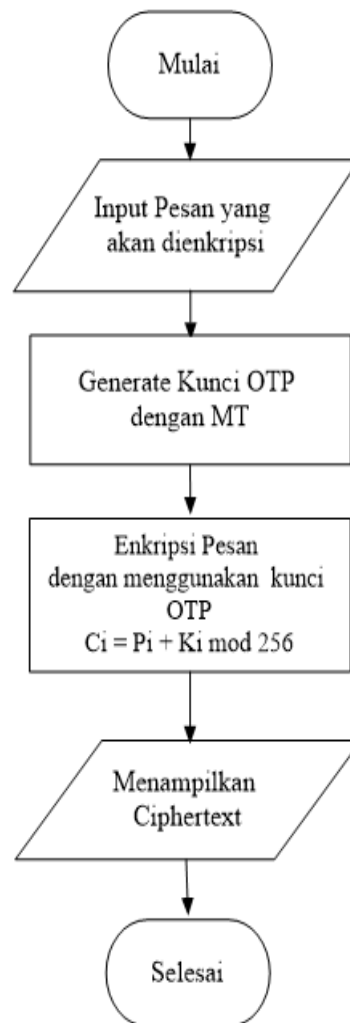 Mulai
Input Pesan yang
akan dienkripsi
Generate Kunci OTP
dengan MT
Enkripsi Pesan
dengan menggunakan kunci
OTP
Ci = Pi + Ki mod 256
Menampilkan
Ciphertext
Selesai